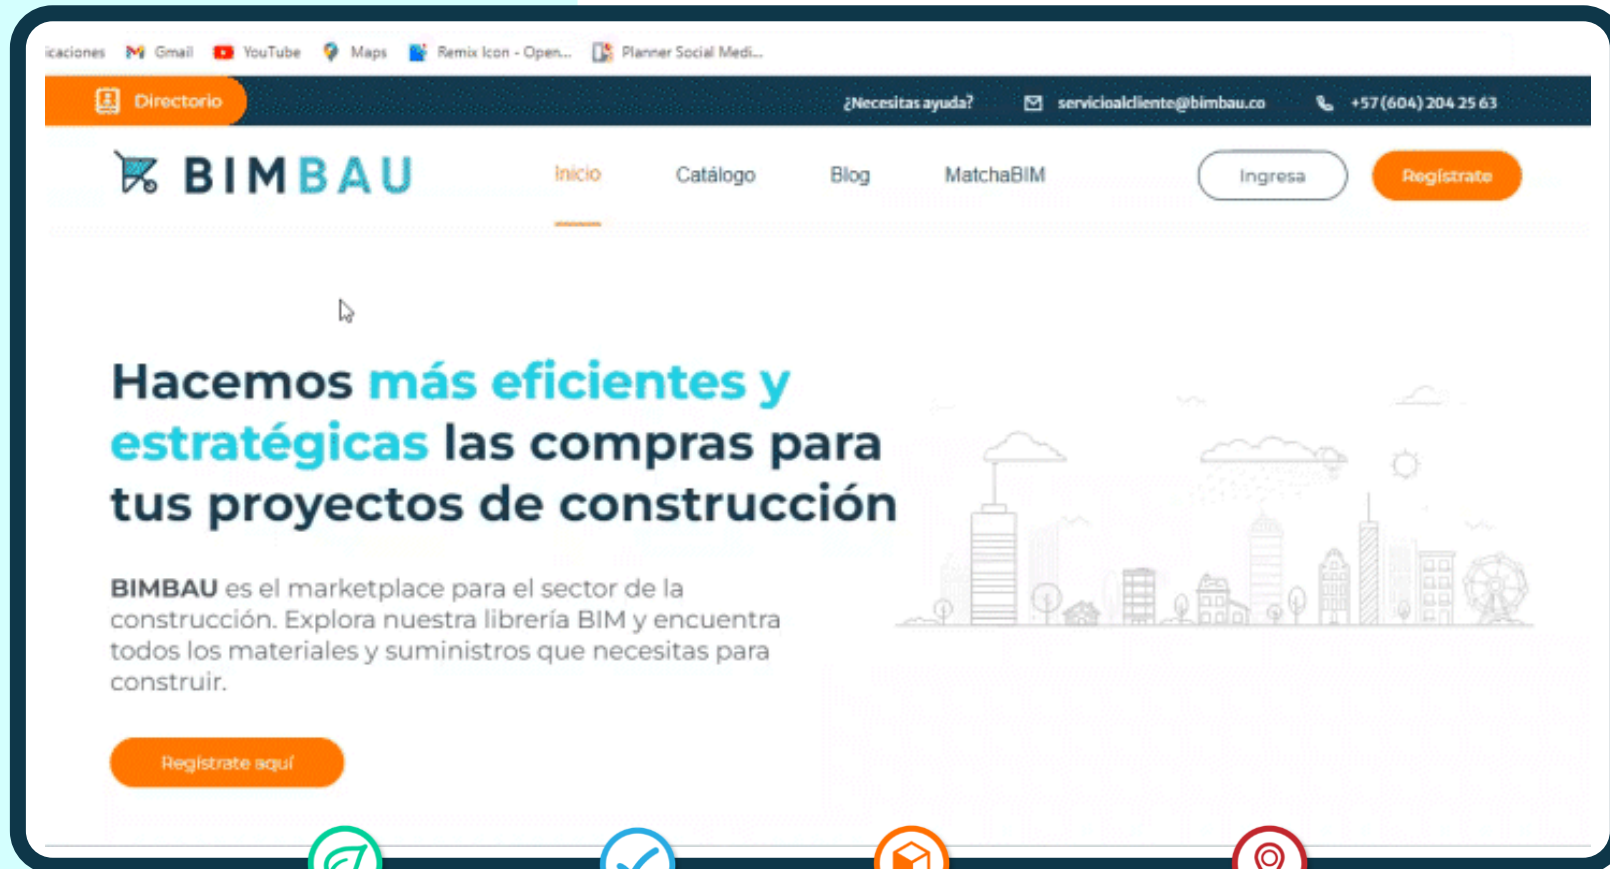 icaciones Gmail YouTube Maps Remix Icon - Open... Planner Social Medi...
Directorio ¿Necesitas ayuda? servicioalcliente@bimbau.co +57 (604) 204 25 63
BIMBAU Inicio Catálogo Blog MatchaBIM Ingresa Regístrate
Hacemos más eficientes y
estratégicas las compras para
tus proyectos de construcción
BIMBAU es el marketplace para el sector de la
construcción. Explora nuestra librería BIM y encuentra
todos los materiales y suministros que necesitas para
construir.
Regístrate aquí